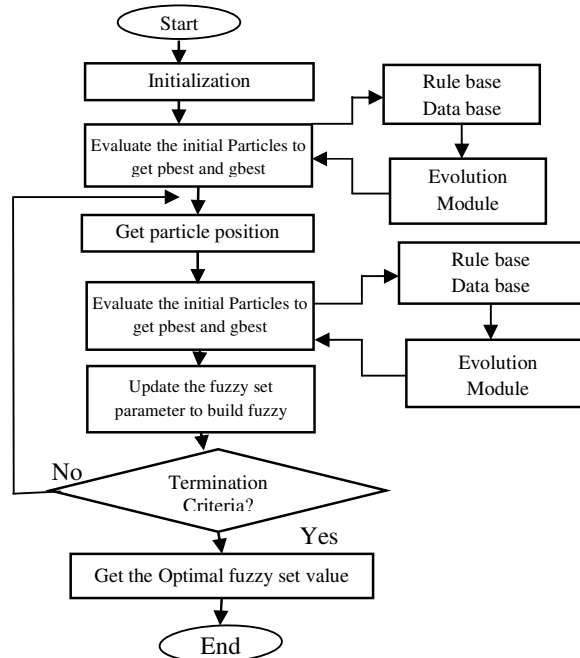 Start
Initialization
Rule base
Data base
Evaluate the initial Particles to
get pbest and gbest
Evolution
Module
Get particle position
Rule base
Data base
Evaluate the initial Particles to
get pbest and gbest
Evolution
Module
Update the fuzzy set
parameter to build fuzzy
No
Termination
Criteria?
Yes
Get the Optimal fuzzy set value
End